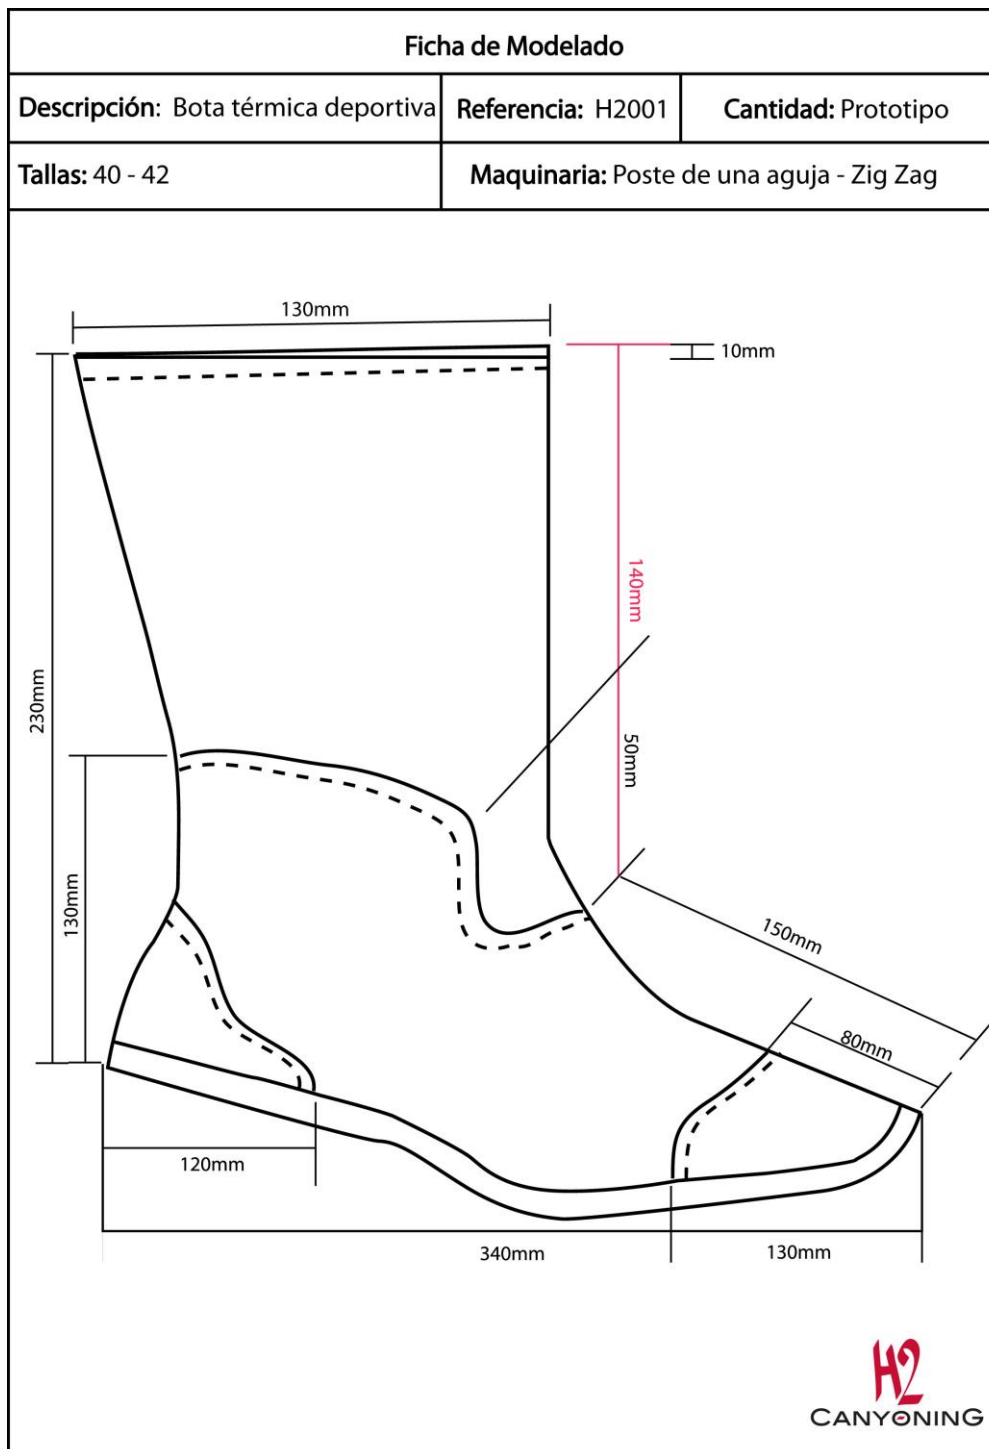 Ficha de Modelado
Descripción: Bota térmica deportiva
Referencia: H2001
Cantidad: Prototipo
Tallas: 40 - 42
Maquinaria: Poste de una aguja - Zig Zag
130mm
10mm
140mm
230mm
50mm
130mm
150mm
80mm
120mm
340mm
130mm
H2
CANYONING